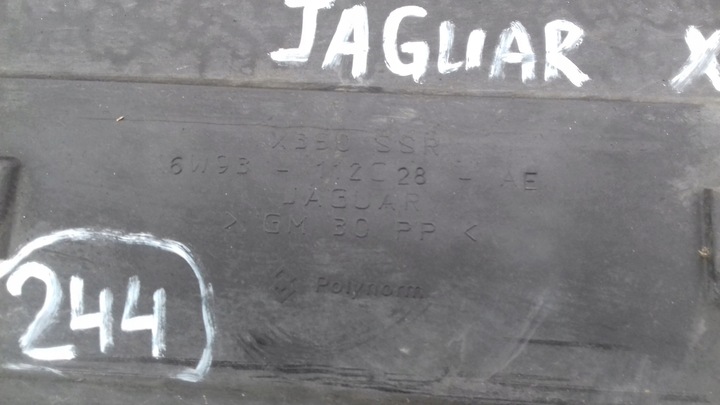 JAGUAR X
X350 SSR
6W93 - 112C28 - AE
JAGUAR
> GM 30 PP <
Polynorm
244